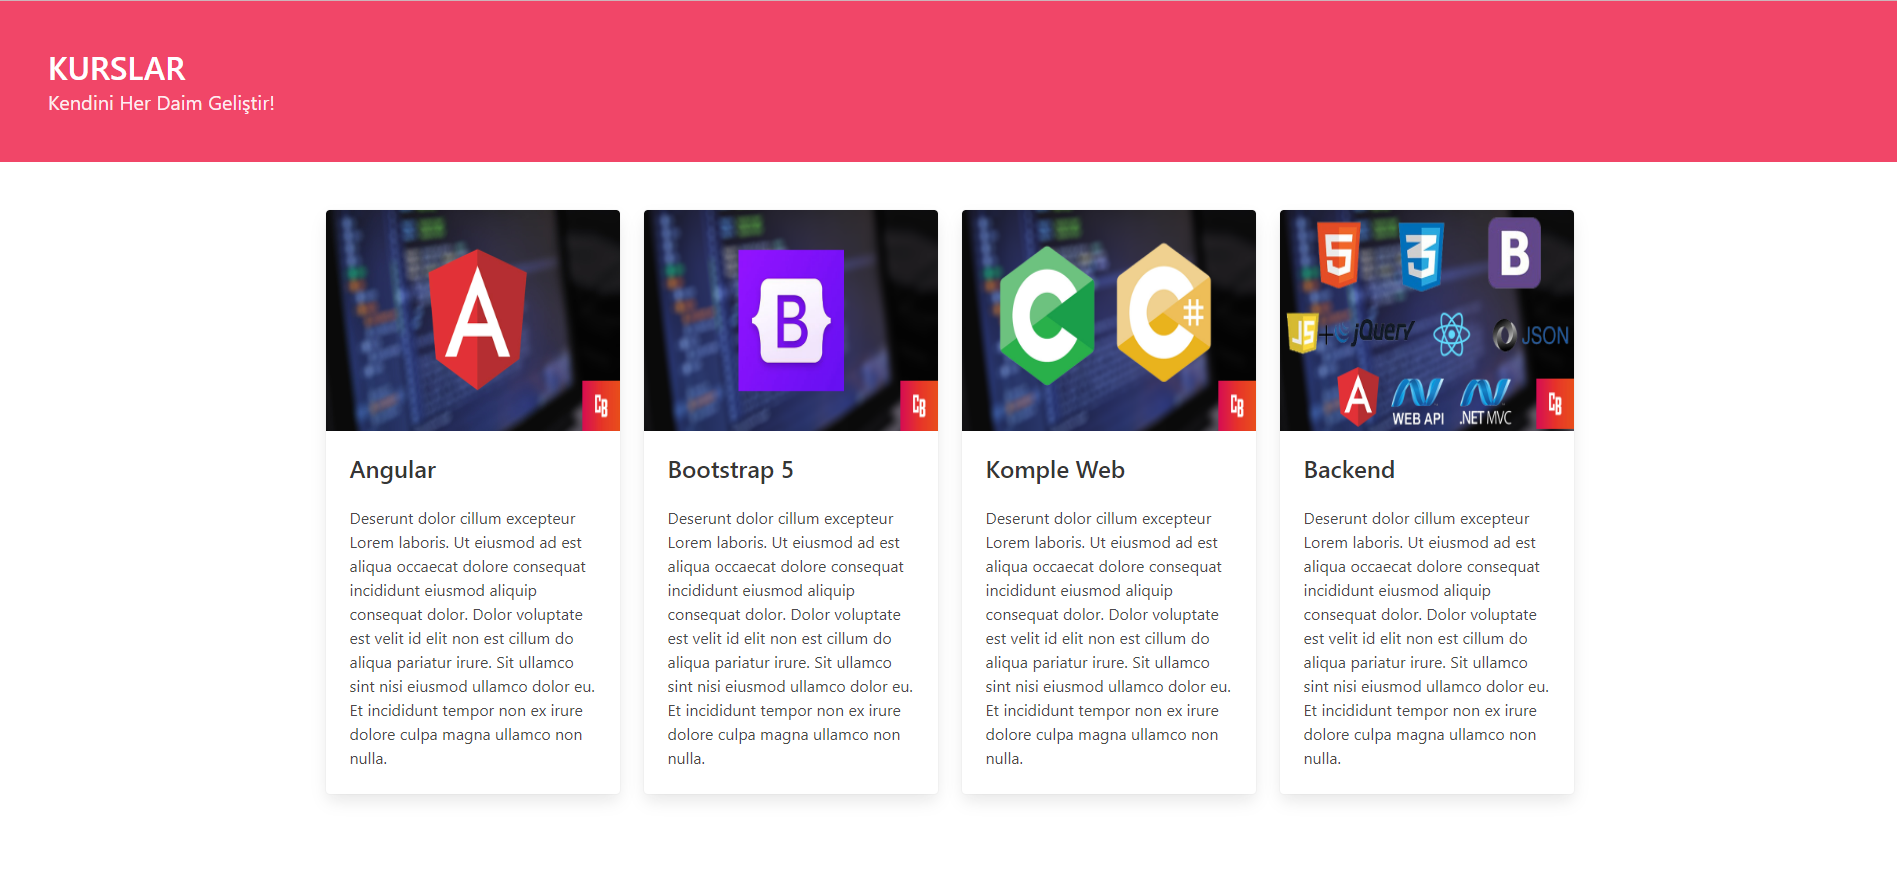 KURSLAR
Kendini Her Daim Geliştir!
A
CB
B
CB
C
C#
CB
5
3
B
JS
+
jQuery
JSON
A
WEB API
.NET MVC
CB
Angular
Deserunt dolor cillum excepteur
Lorem laboris. Ut eiusmod ad est
aliqua occaecat dolore consequat
incididunt eiusmod aliquip
consequat dolor. Dolor voluptate
est velit id elit non est cillum do
aliqua pariatur irure. Sit ullamco
sint nisi eiusmod ullamco dolor eu.
Et incididunt tempor non ex irure
dolore culpa magna ullamco non
nulla.
Bootstrap 5
Deserunt dolor cillum excepteur
Lorem laboris. Ut eiusmod ad est
aliqua occaecat dolore consequat
incididunt eiusmod aliquip
consequat dolor. Dolor voluptate
est velit id elit non est cillum do
aliqua pariatur irure. Sit ullamco
sint nisi eiusmod ullamco dolor eu.
Et incididunt tempor non ex irure
dolore culpa magna ullamco non
nulla.
Komple Web
Deserunt dolor cillum excepteur
Lorem laboris. Ut eiusmod ad est
aliqua occaecat dolore consequat
incididunt eiusmod aliquip
consequat dolor. Dolor voluptate
est velit id elit non est cillum do
aliqua pariatur irure. Sit ullamco
sint nisi eiusmod ullamco dolor eu.
Et incididunt tempor non ex irure
dolore culpa magna ullamco non
nulla.
Backend
Deserunt dolor cillum excepteur
Lorem laboris. Ut eiusmod ad est
aliqua occaecat dolore consequat
incididunt eiusmod aliquip
consequat dolor. Dolor voluptate
est velit id elit non est cillum do
aliqua pariatur irure. Sit ullamco
sint nisi eiusmod ullamco dolor eu.
Et incididunt tempor non ex irure
dolore culpa magna ullamco non
nulla.